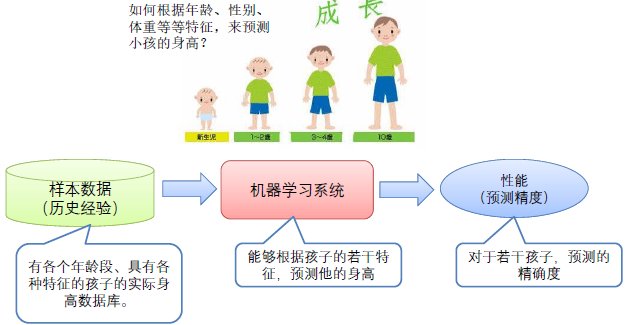 如何根据年龄、性别、
体重等等特征，来预测
小孩的身高？
成長
新生児
1～2歳
3～4歳
10歳
样本数据
（历史经验）
机器学习系统
性能
（预测精度）
有各个年龄段、具有各
种特征的孩子的实际身
高数据库。
能够根据孩子的若干特
征，预测他的身高
对于若干孩子，预测的
精确度